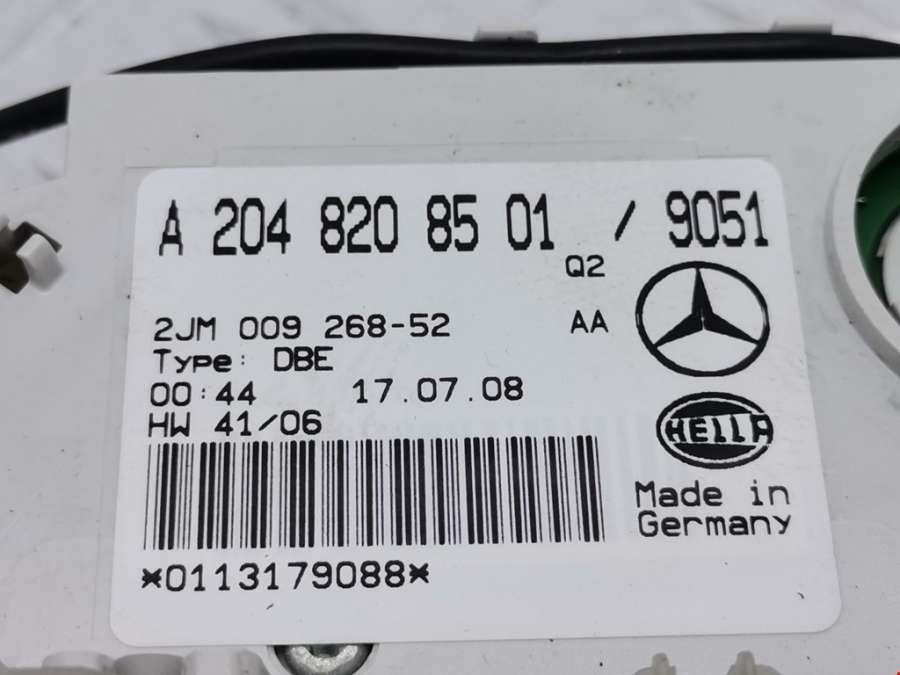 A 204 820 85 01 / 9051
Q2
2JM 009 268-52 AA
Type: DBE
00:44 17.07.08
HW 41/06
HELLA
Made in
Germany
*0113179088*